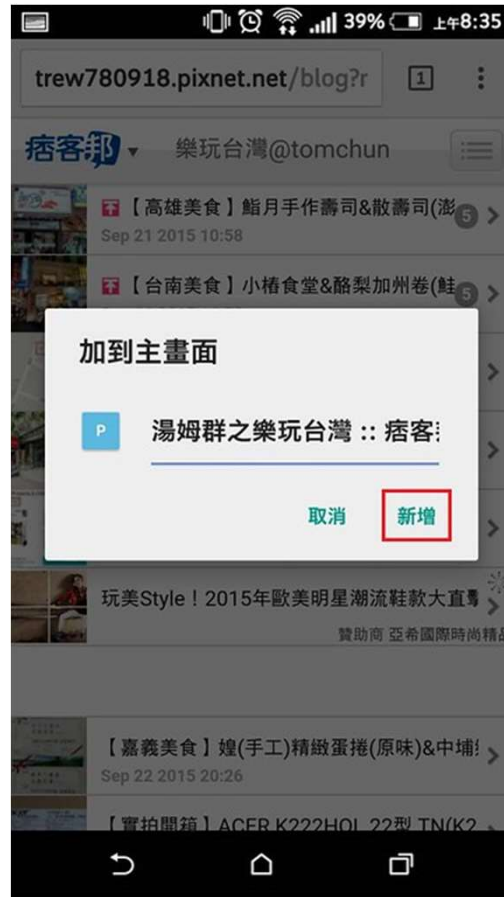 39% 上午8:35
trew780918.pixnet.net/blog?r 1
痞客邦 樂玩台灣@tomchun
【高雄美食】鮨月手作壽司&散壽司(澎 5
Sep 21 2015 10:58
【台南美食】小樁食堂&酪梨加州卷(鮭 5
加到主畫面
P 湯姆群之樂玩台灣 :: 痞客
取消 新增
玩美Style！2015年歐美明星潮流鞋款大直擊
贊助商 亞希國際時尚精品
【嘉義美食】媓(手工)精緻蛋捲(原味)&中埔
Sep 22 2015 20:26
【實拍開箱】ACER K222HQL 22型 TN(K2